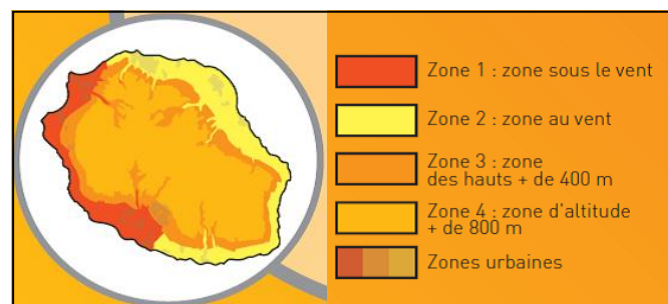 Zone 1 : zone sous le vent
Zone 2 : zone au vent
Zone 3 : zone
des hauts + de 400 m
Zone 4 : zone d'altitude
+ de 800 m
Zones urbaines